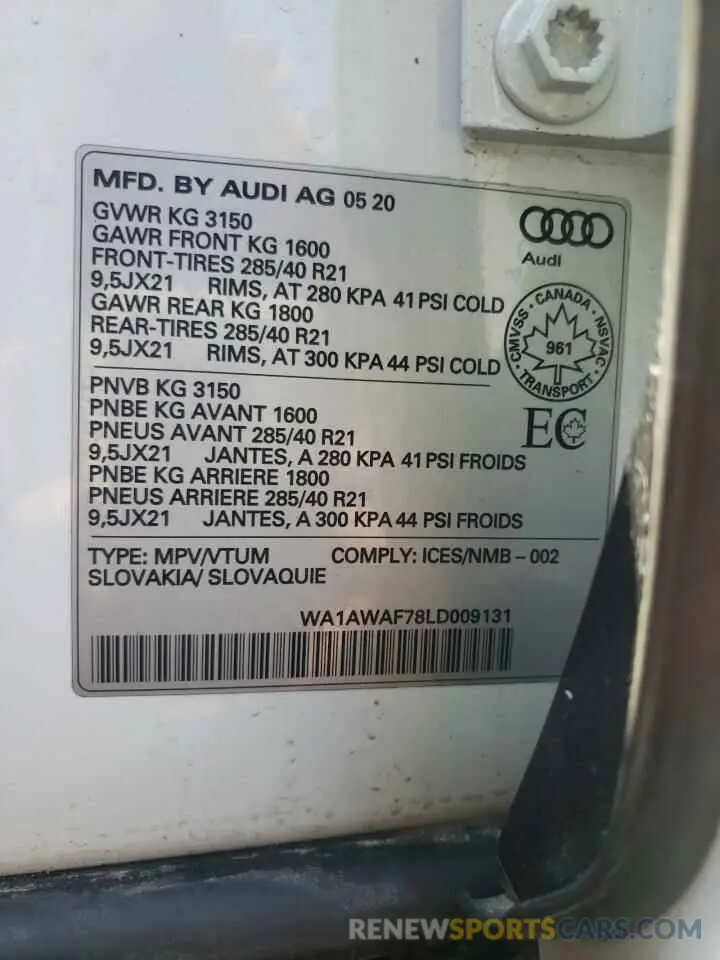 MFD. BY AUDI AG 05 20
GVWR KG 3150
GAWR FRONT KG 1600
FRONT-TIRES 285/40 R21
9,5JX21 RIMS, AT 280 KPA 41 PSI COLD
GAWR REAR KG 1800
REAR-TIRES 285/40 R21
9,5JX21 RIMS, AT 300 KPA 44 PSI COLD
Audi
CMVSS • CANADA • NSVAC • TRANSPORT •
961
PNVB KG 3150
PNBE KG AVANT 1600
PNEUS AVANT 285/40 R21
9,5JX21 JANTES, A 280 KPA 41 PSI FROIDS
PNBE KG ARRIERE 1800
PNEUS ARRIERE 285/40 R21
9,5JX21 JANTES, A 300 KPA 44 PSI FROIDS
EC
TYPE: MPV/VTUM COMPLY: ICES/NMB – 002
SLOVAKIA/ SLOVAQUIE
WA1AWAF78LD009131
RENEWSPORTSCARS.COM